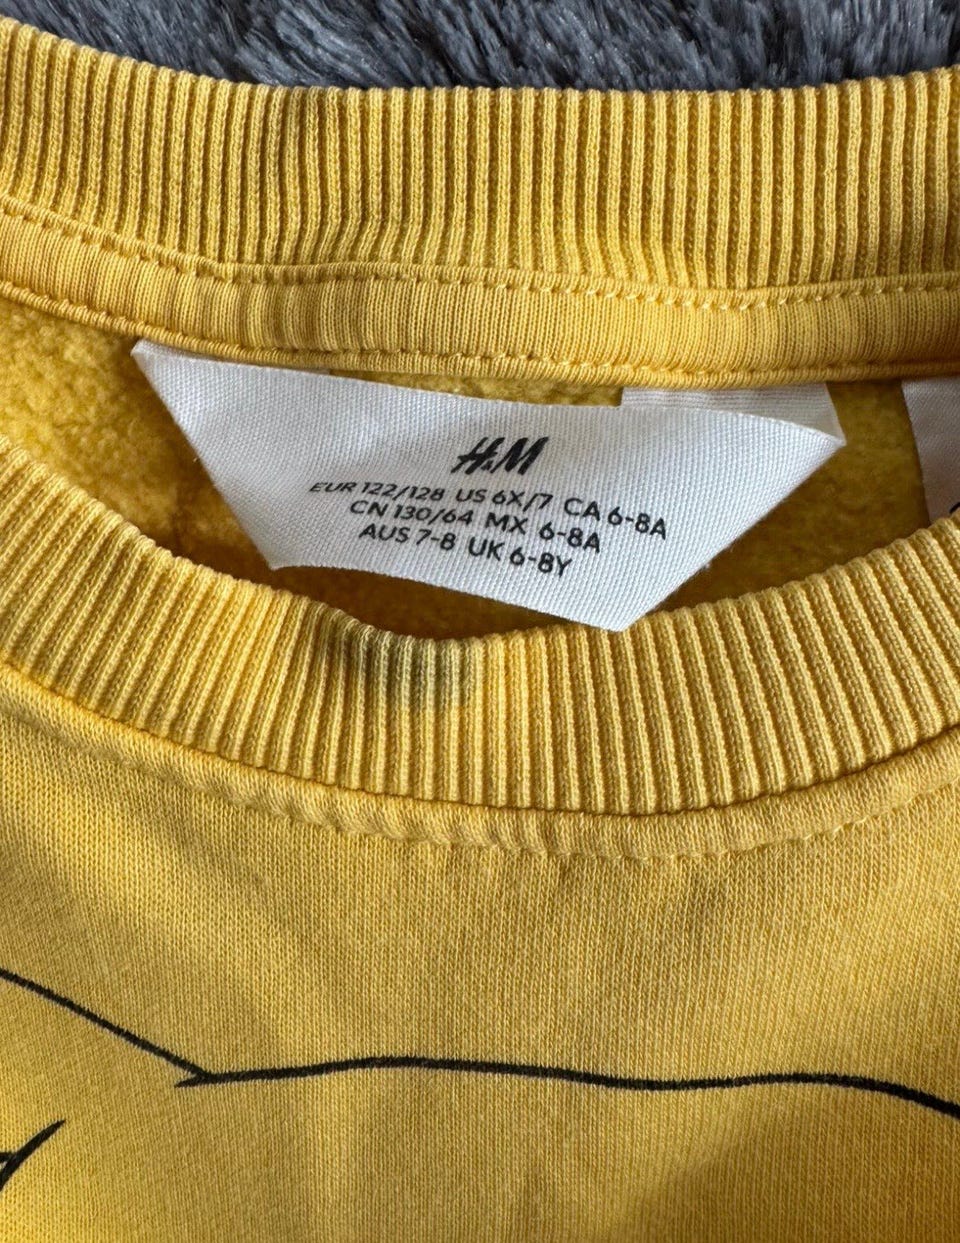 H&M
EUR 122/128 US 6X/7 CA 6-8A
CN 130/64 MX 6-8A
AUS 7-8 UK 6-8Y